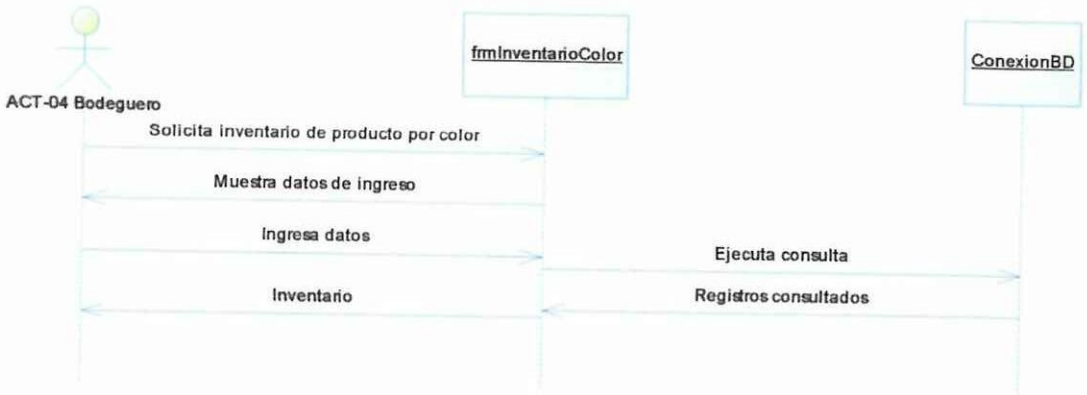 frmInventarioColor
ConexionBD
ACT-04 Bodeguero
Solicita inventario de producto por color
Muestra datos de ingreso
Ingresa datos
Ejecuta consulta
Inventario
Registros consultados